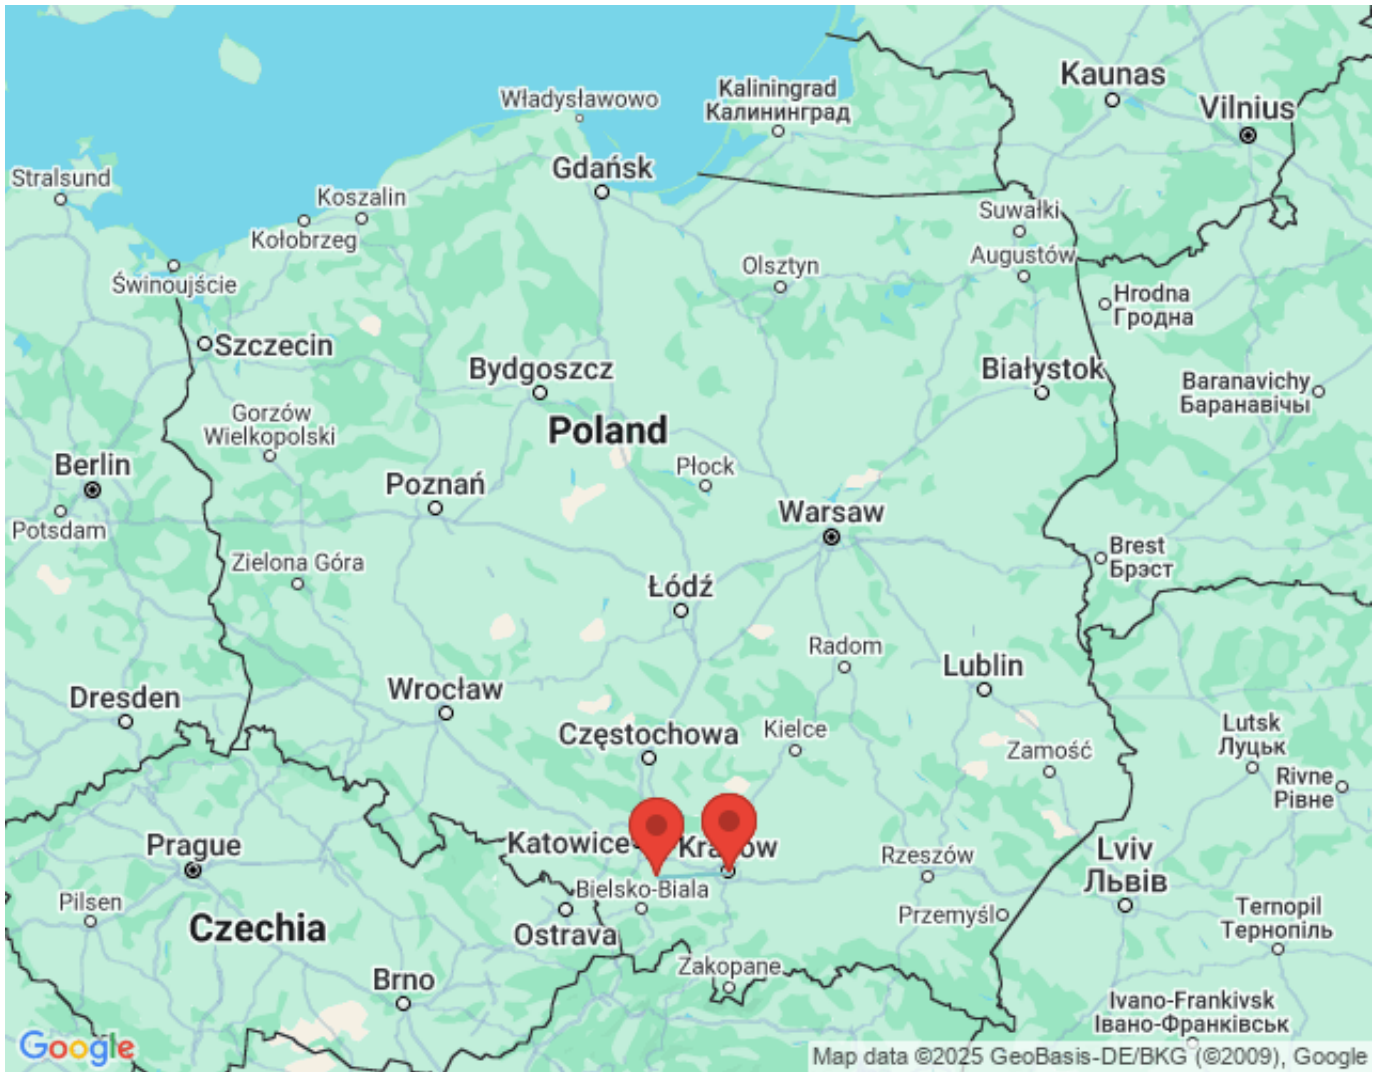 Kaunas
Vilnius
Kaliningrad
Калининград
Władysławowo
Gdańsk
Stralsund
Koszalin
Kołobrzeg
Suwałki
Augustów
Olsztyn
Świnoujście
Hrodna
Гродна
Szczecin
Bydgoszcz
Białystok
Baranavichy
Баранавічы
Gorzów
Wielkopolski
Poland
Berlin
Płock
Poznań
Warsaw
Potsdam
Brest
Брэст
Zielona Góra
Łódź
Radom
Lublin
Wrocław
Dresden
Częstochowa
Kielce
Lutsk
Луцьк
Zamość
Rivne
Рівне
Prague
Katowice
Krakow
Rzeszów
Lviv
Львів
Bielsko-Biala
Pilsen
Przemyśl
Ternopil
Тернопіль
Czechia
Ostrava
Zakopane
Brno
Ivano-Frankivsk
Івано-Франківськ
Google
Map data ©2025 GeoBasis-DE/BKG (©2009), Google